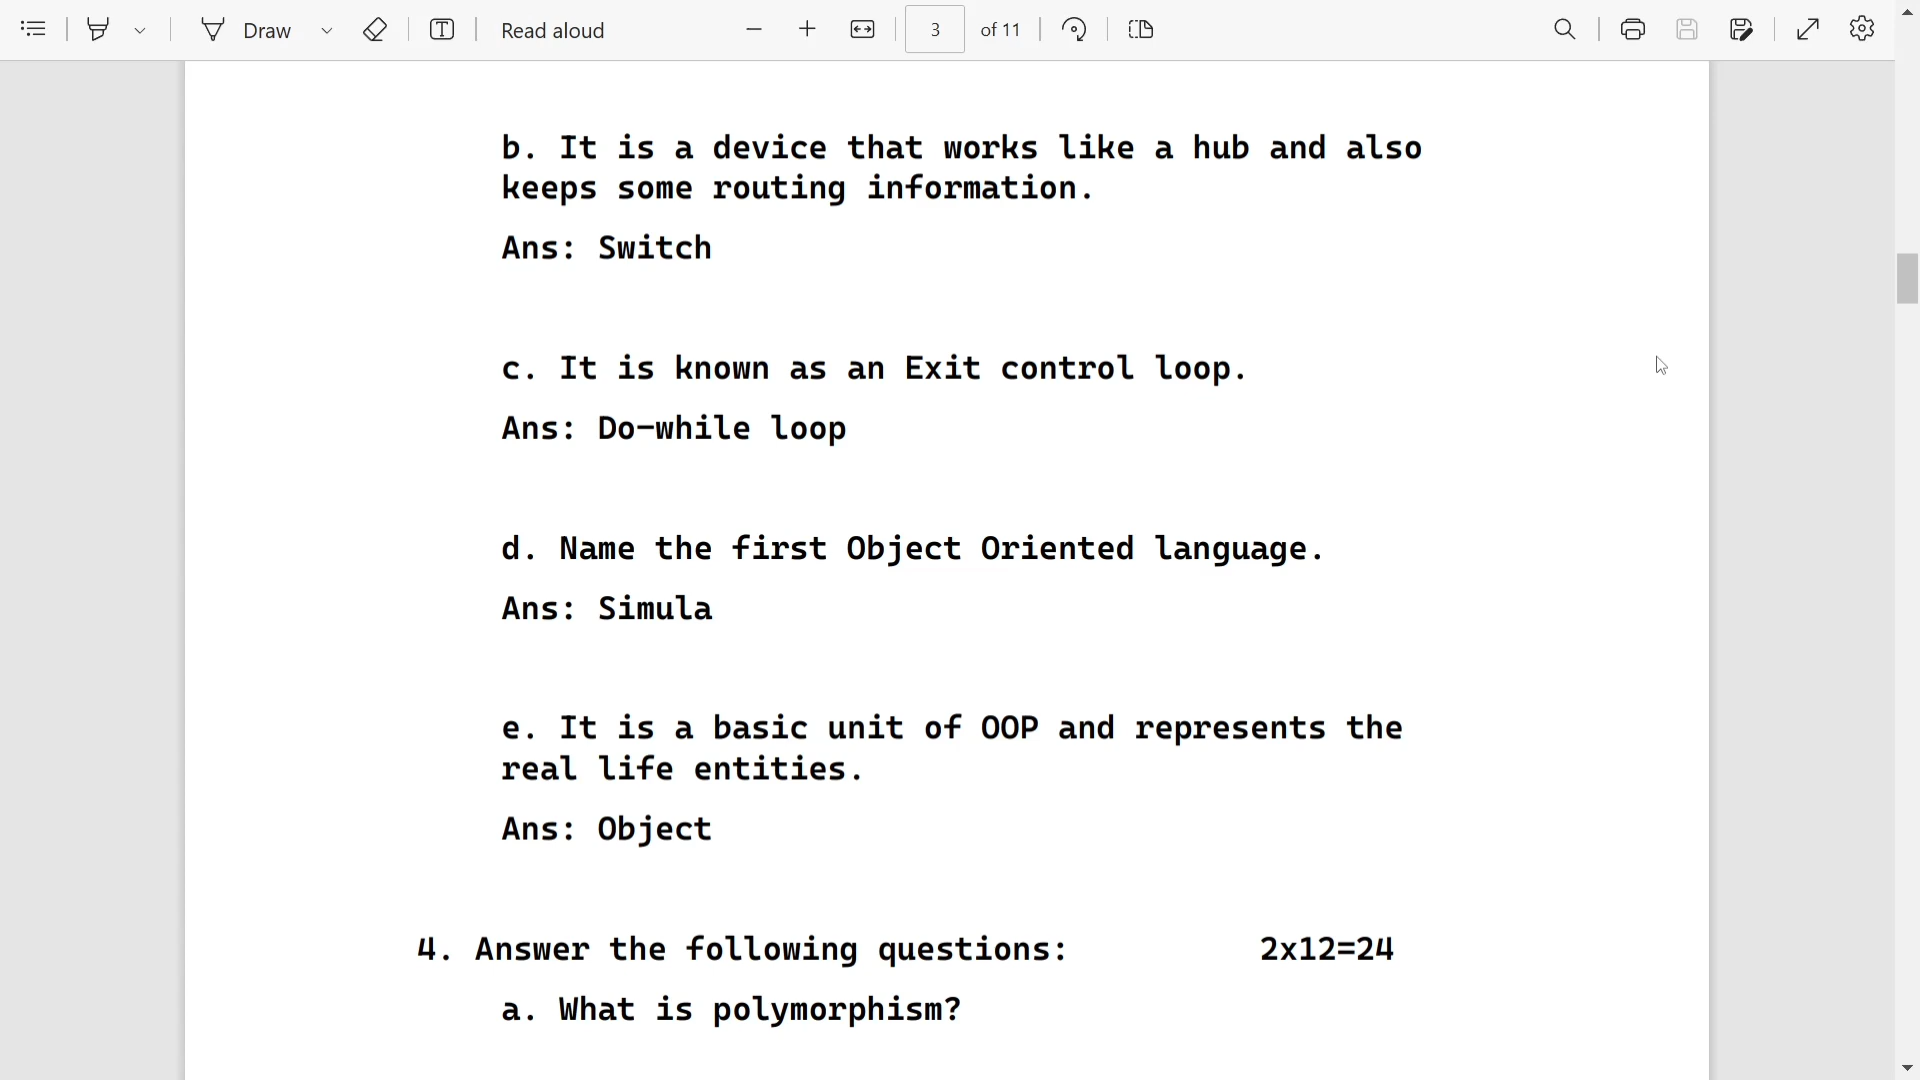 Draw
Read aloud
3 of 11
b. It is a device that works like a hub and also
keeps some routing information.
Ans: Switch
c. It is known as an Exit control loop.
Ans: Do-while loop
d. Name the first Object Oriented language.
Ans: Simula
e. It is a basic unit of OOP and represents the
real life entities.
Ans: Object
4. Answer the following questions: 2x12=24
a. What is polymorphism?